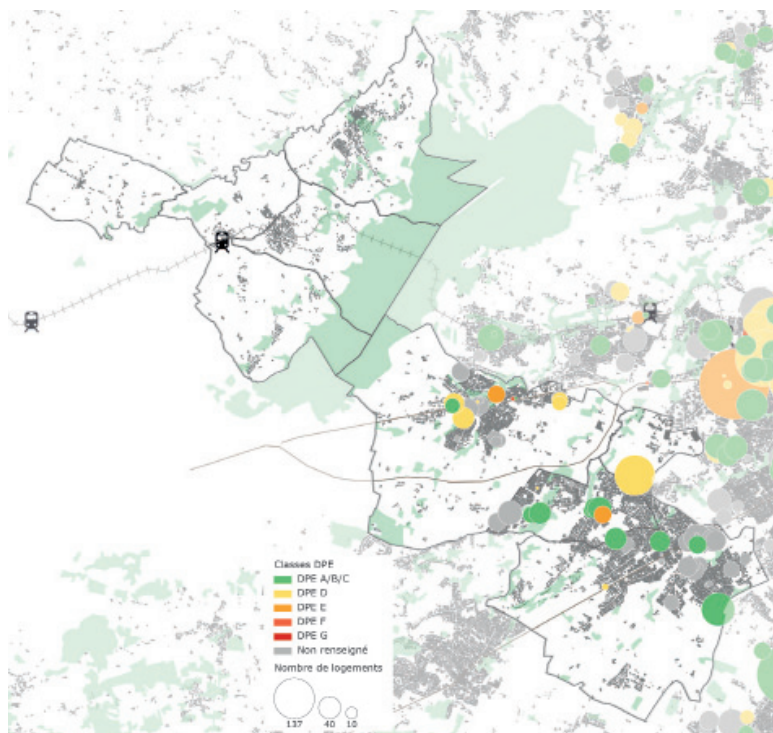 Classes DPE
DPE A/B/C
DPE D
DPE E
DPE F
DPE G
Non renseigné
Nombre de logements
137 40 10